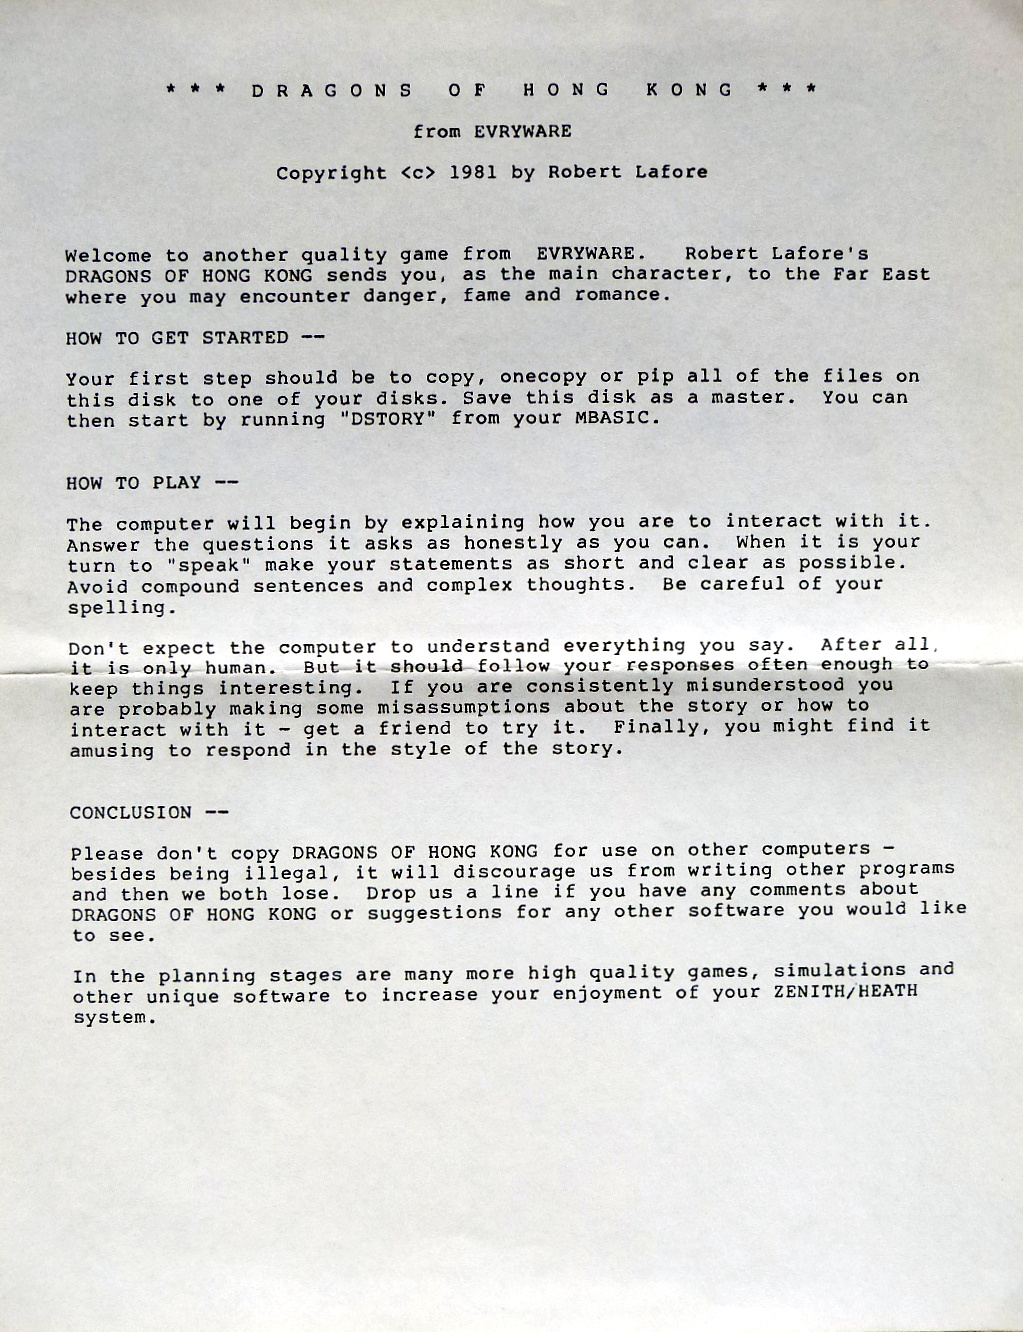 * * * D R A G O N S   O F   H O N G   K O N G * * *
from EVRYWARE
Copyright <c> 1981 by Robert Lafore
Welcome to another quality game from  EVRYWARE.   Robert Lafore's
DRAGONS OF HONG KONG sends you, as the main character, to the Far East
where you may encounter danger, fame and romance.
HOW TO GET STARTED --
Your first step should be to copy, onecopy or pip all of the files on
this disk to one of your disks. Save this disk as a master.  You can
then start by running "DSTORY" from your MBASIC.
HOW TO PLAY --
The computer will begin by explaining how you are to interact with it.
Answer the questions it asks as honestly as you can.  When it is your
turn to "speak" make your statements as short and clear as possible.
Avoid compound sentences and complex thoughts.  Be careful of your
spelling.
Don't expect the computer to understand everything you say.  After all,
it is only human.  But it should follow your responses often enough to
keep things interesting.  If you are consistently misunderstood you
are probably making some misassumptions about the story or how to
interact with it - get a friend to try it.  Finally, you might find it
amusing to respond in the style of the story.
CONCLUSION --
Please don't copy DRAGONS OF HONG KONG for use on other computers -
besides being illegal, it will discourage us from writing other programs
and then we both lose.  Drop us a line if you have any comments about
DRAGONS OF HONG KONG or suggestions for any other software you would like
to see.
In the planning stages are many more high quality games, simulations and
other unique software to increase your enjoyment of your ZENITH/HEATH
system.